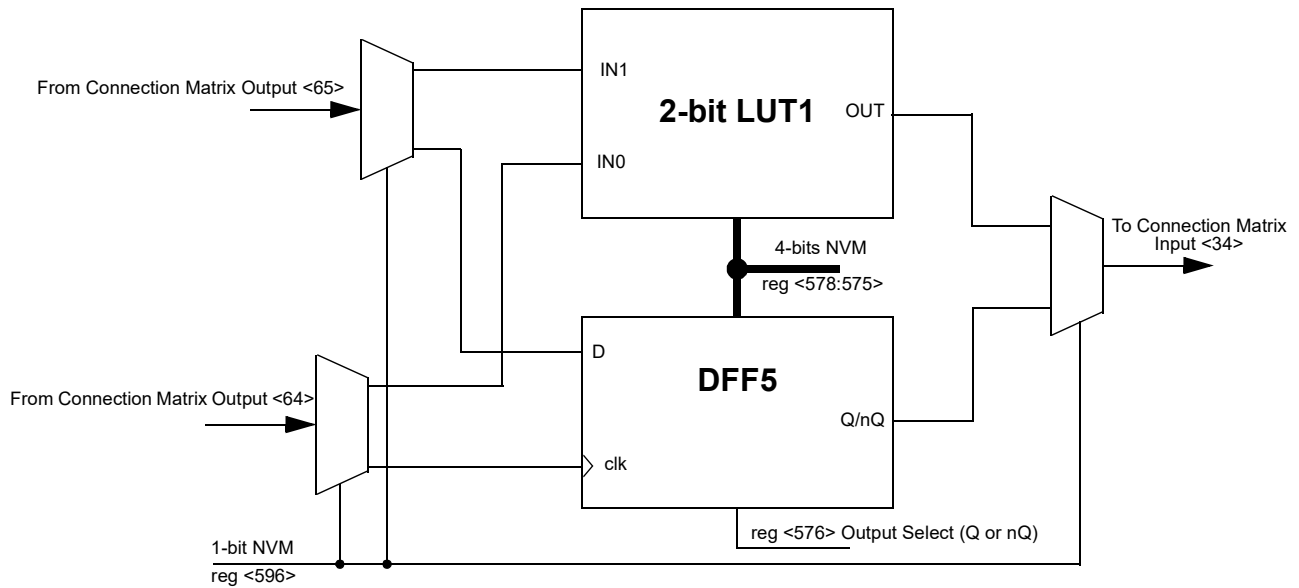 From Connection Matrix Output <65>
IN1
2-bit LUT1
OUT
IN0
To Connection Matrix
Input <34>
4-bits NVM
reg <578:575>
D
DFF5
From Connection Matrix Output <64>
Q/nQ
clk
reg <576> Output Select (Q or nQ)
1-bit NVM
reg <596>